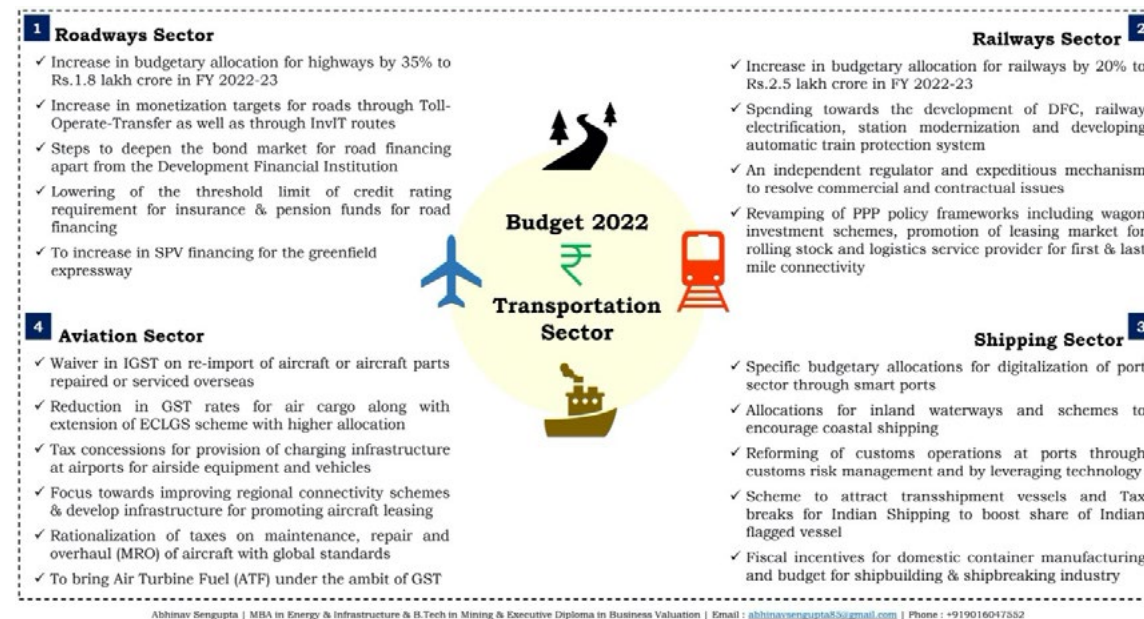 1
Roadways Sector
✓ Increase in budgetary allocation for highways by 35% to
Rs.1.8 lakh crore in FY 2022-23
✓ Increase in monetization targets for roads through Toll-
Operate-Transfer as well as through InvIT routes
✓ Steps to deepen the bond market for road financing
apart from the Development Financial Institution
✓ Lowering of the threshold limit of credit rating
requirement for insurance & pension funds for road
financing
✓ To increase in SPV financing for the greenfield
expressway
2
Railways Sector
✓ Increase in budgetary allocation for railways by 20% to
Rs.2.5 lakh crore in FY 2022-23
✓ Spending towards the development of DFC, railway
electrification, station modernization and developing
automatic train protection system
✓ An independent regulator and expeditious mechanism
to resolve commercial and contractual issues
✓ Revamping of PPP policy frameworks including wagon
investment schemes, promotion of leasing market for
rolling stock and logistics service provider for first & last
mile connectivity
Budget 2022
₹
Transportation
Sector
4
Aviation Sector
✓ Waiver in IGST on re-import of aircraft or aircraft parts
repaired or serviced overseas
✓ Reduction in GST rates for air cargo along with
extension of ECLGS scheme with higher allocation
✓ Tax concessions for provision of charging infrastructure
at airports for airside equipment and vehicles
✓ Focus towards improving regional connectivity schemes
& develop infrastructure for promoting aircraft leasing
✓ Rationalization of taxes on maintenance, repair and
overhaul (MRO) of aircraft with global standards
✓ To bring Air Turbine Fuel (ATF) under the ambit of GST
3
Shipping Sector
✓ Specific budgetary allocations for digitalization of port
sector through smart ports
✓ Allocations for inland waterways and schemes to
encourage coastal shipping
✓ Reforming of customs operations at ports through
customs risk management and by leveraging technology
✓ Scheme to attract transshipment vessels and Tax
breaks for Indian Shipping to boost share of Indian
flagged vessel
✓ Fiscal incentives for domestic container manufacturing
and budget for shipbuilding & shipbreaking industry
Abhinav Sengupta | MBA in Energy & Infrastructure & B.Tech in Mining & Executive Diploma in Business Valuation | Email : abhinavsengupta85@gmail.com | Phone : +919016047552